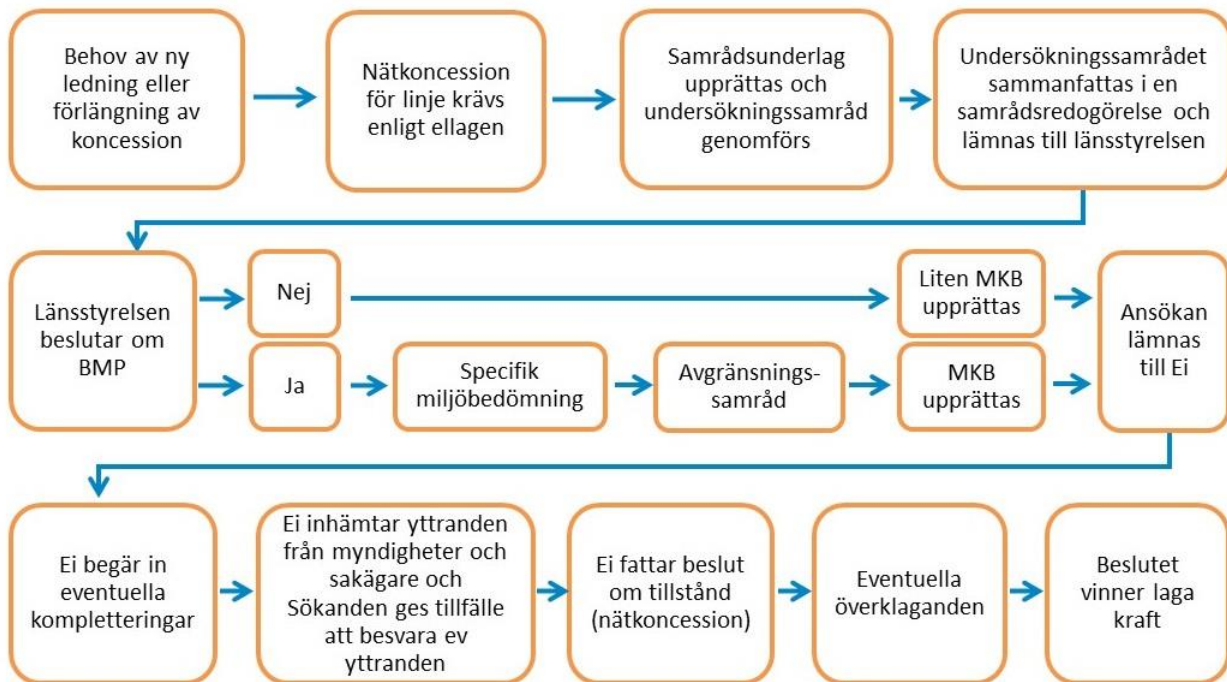 Behov av ny
ledning eller
förlängning av
koncession
Nätkoncession
för linje krävs
enligt ellagen
Samrådsunderlag
upprättas och
undersökningssamråd
genomförs
Undersökningssamrådet
sammanfattas i en
samrådsredogörelse och
lämnas till länsstyrelsen
Länsstyrelsen
beslutar om
BMP
Nej
Liten MKB
upprättas
Ja
Specifik
miljöbedömning
Avgränsnings-
samråd
MKB
upprättas
Ansökan
lämnas
till Ei
Ei begär in
eventuella
kompletteringar
Ei inhämtar yttranden
från myndigheter och
sakägare och
Sökanden ges tillfälle
att besvara ev
yttranden
Ei fattar beslut
om tillstånd
(nätkoncession)
Eventuella
överklaganden
Beslutet
vinner laga
kraft